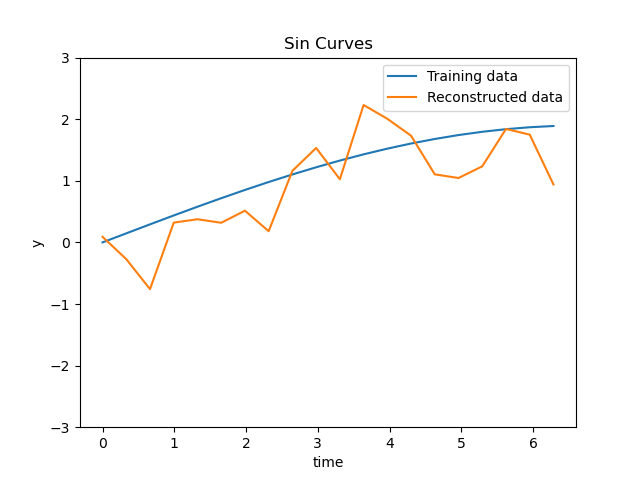 Sin Curves
Training data
Reconstructed data
3
2
1
0
−1
−2
−3
y
0 1 2 3 4 5 6
time